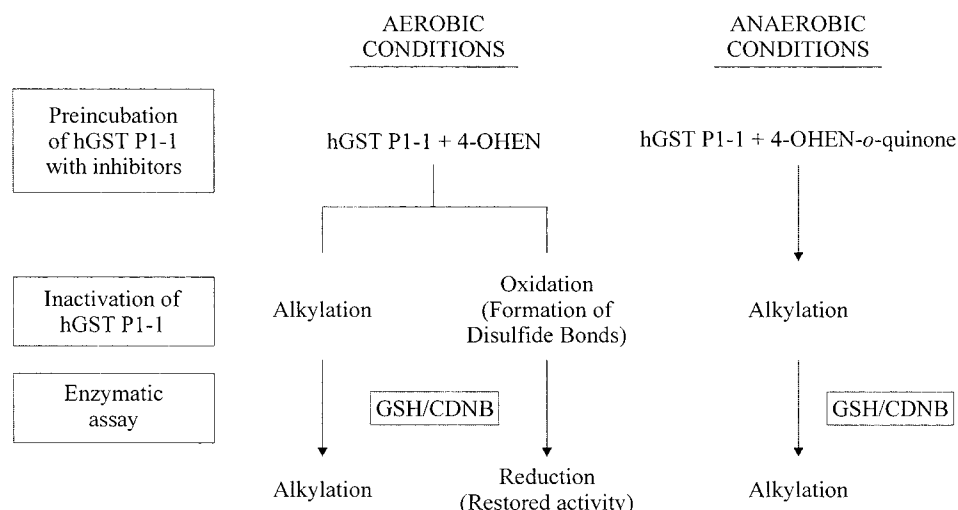 AEROBIC
CONDITIONS
ANAEROBIC
CONDITIONS
Preincubation
of hGST P1-1
with inhibitors
hGST P1-1 + 4-OHEN
hGST P1-1 + 4-OHEN-o-quinone
Inactivation of
hGST P1-1
Alkylation
Oxidation
(Formation of
Disulfide Bonds)
Alkylation
Enzymatic
assay
GSH/CDNB
GSH/CDNB
Alkylation
Reduction
(Restored activity)
Alkylation